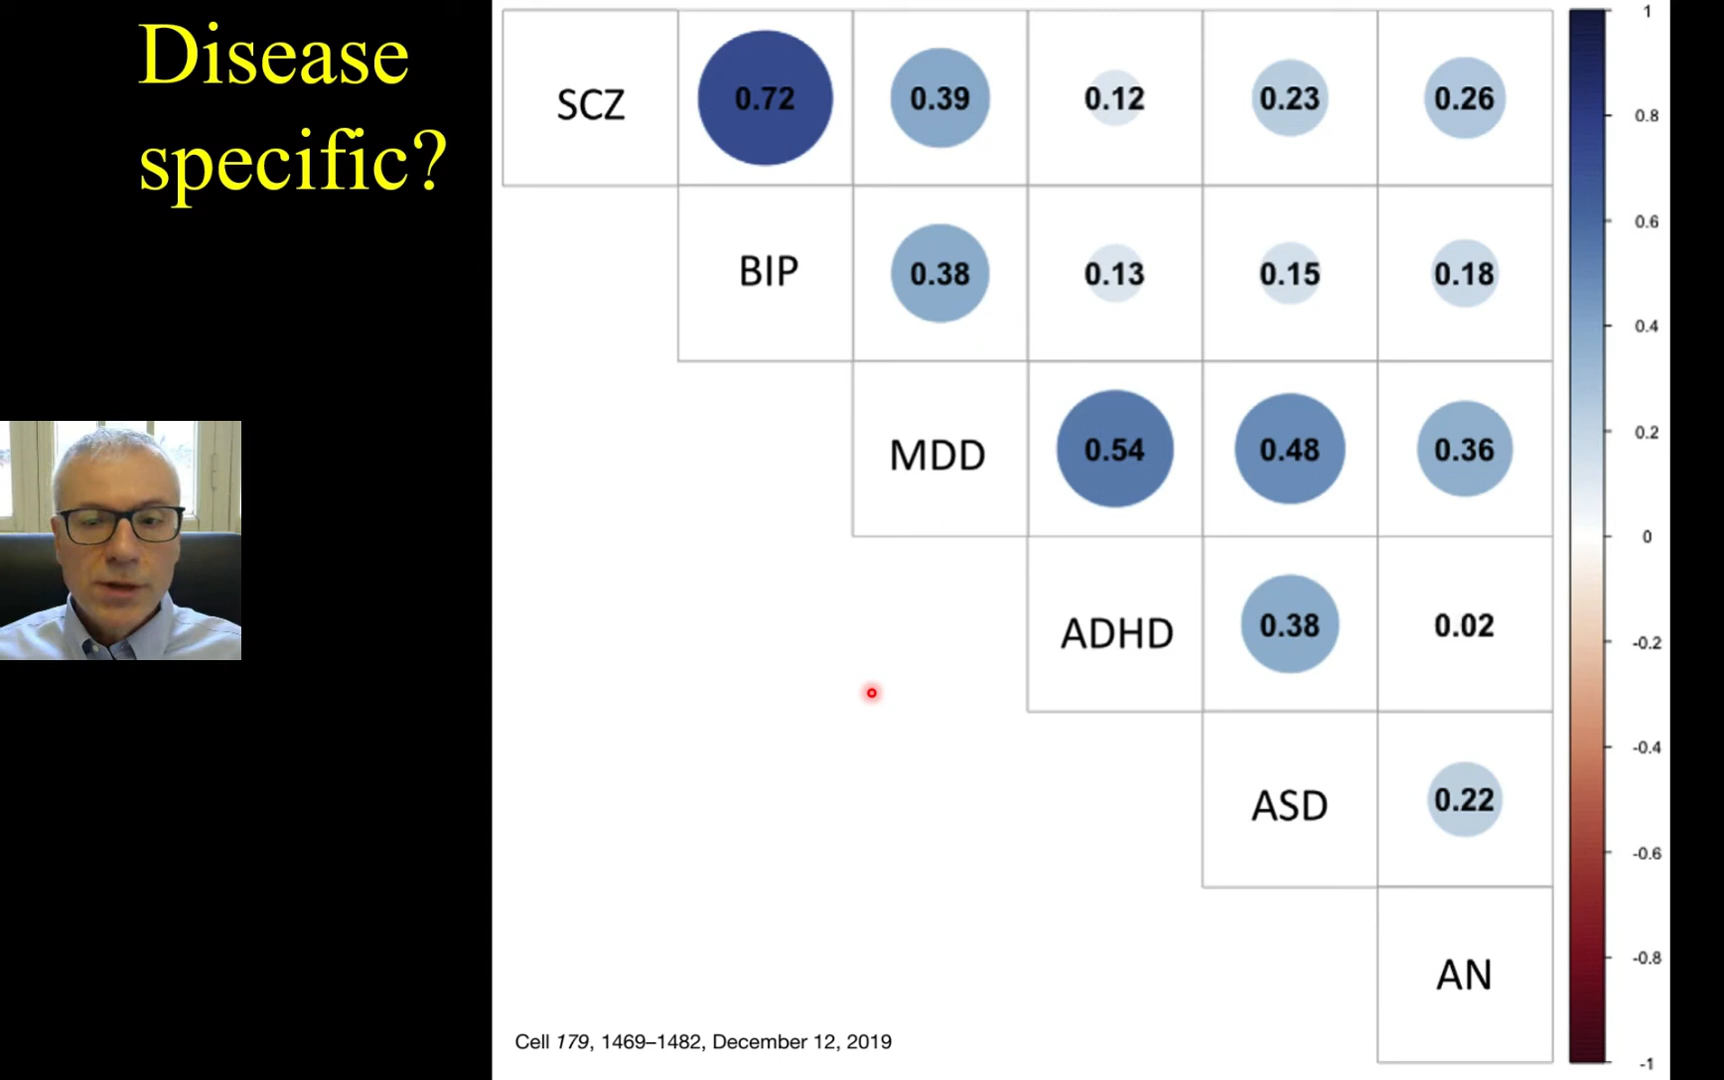 Disease
specific?
SCZ 0.72 0.39 0.12 0.23 0.26
BIP 0.38 0.13 0.15 0.18
MDD 0.54 0.48 0.36
ADHD 0.38 0.02
ASD 0.22
AN
1
0.8
0.6
0.4
0.2
0
-0.2
-0.4
-0.6
-0.8
-1
Cell 179, 1469–1482, December 12, 2019